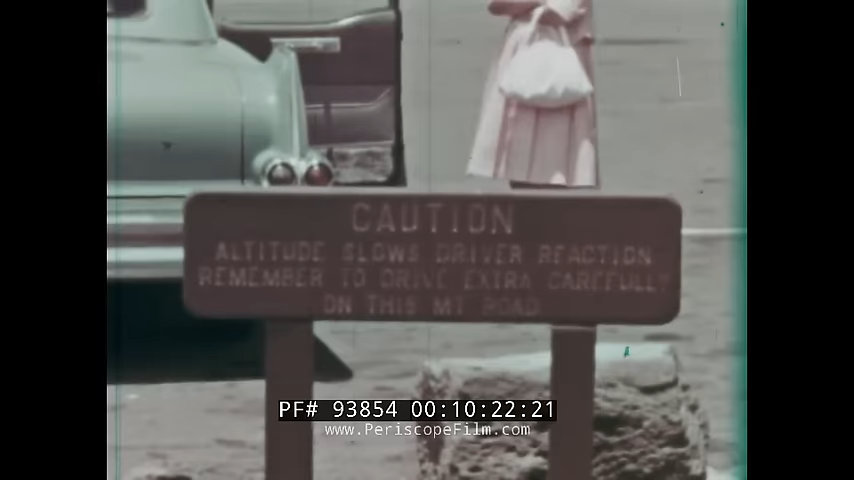 CAUTION
ALTITUDE SLOWS DRIVER REACTION
REMEMBER TO DRIVE EXTRA CAREFULLY
ON THIS MT ROAD
PF# 93854 00:10:22:21
www.PeriscopeFilm.com